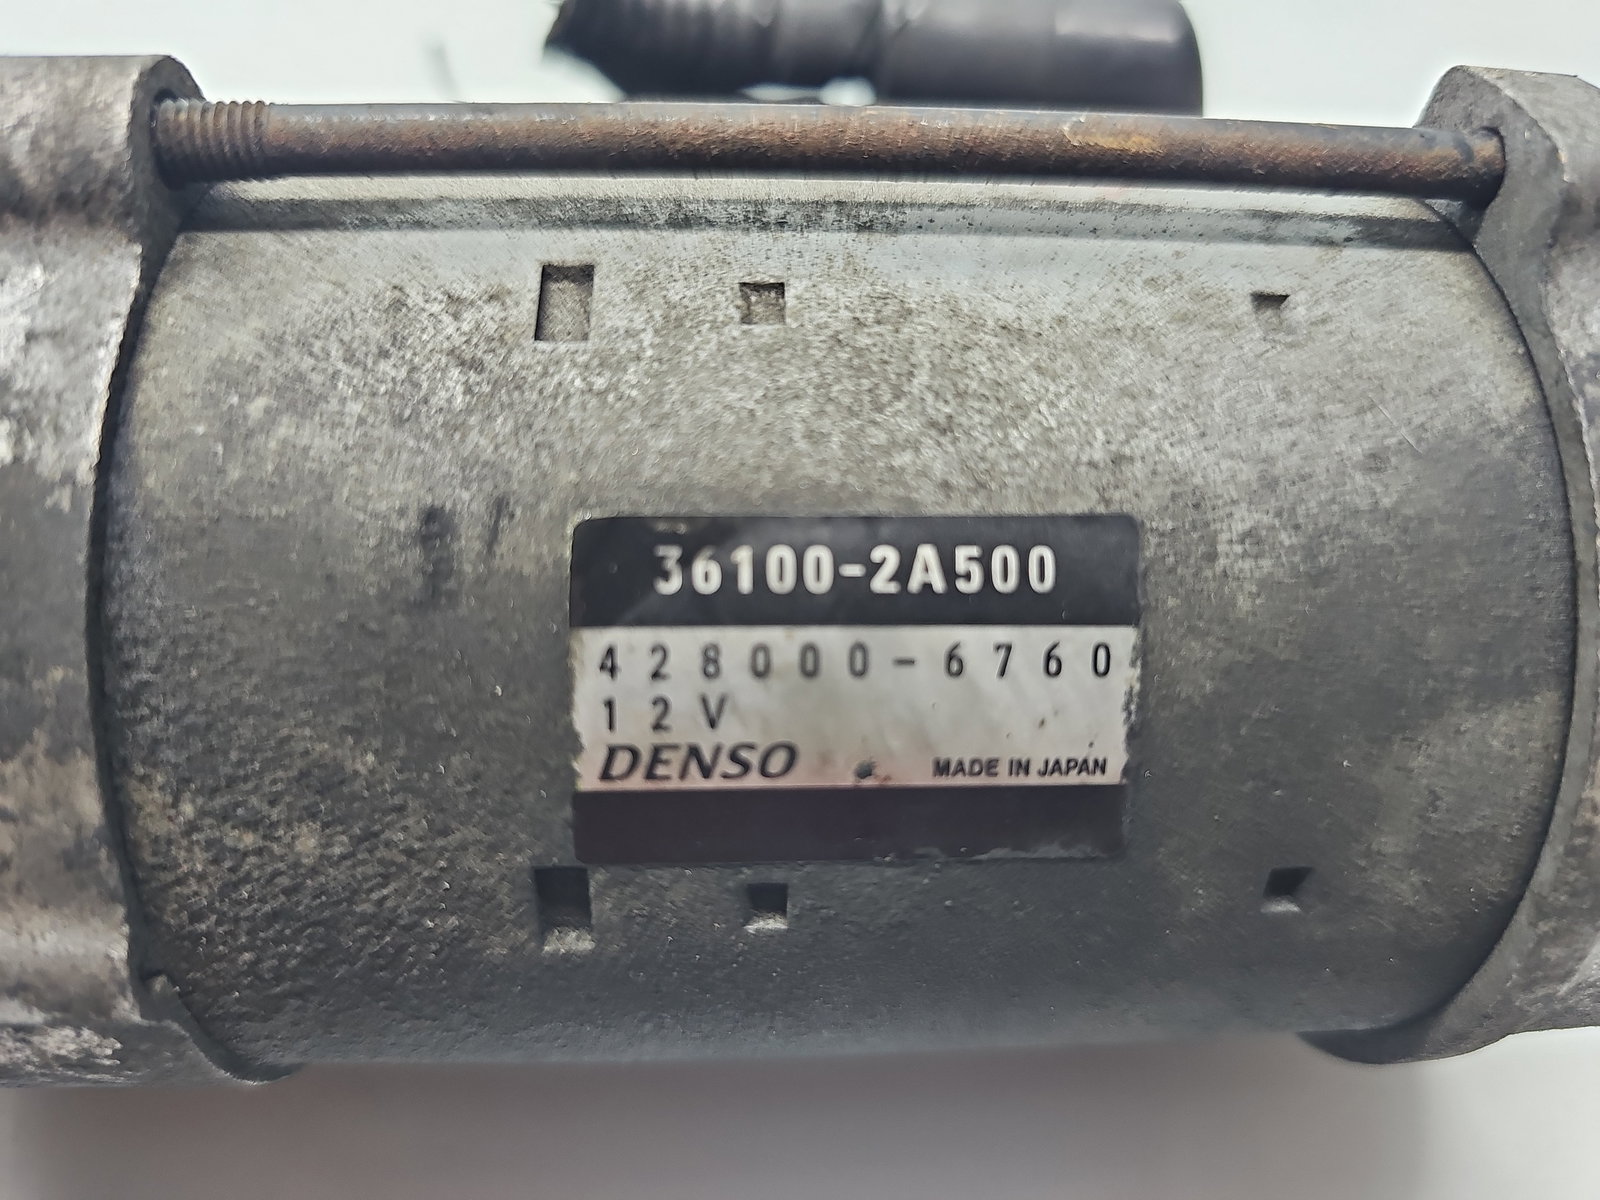 36100-2A500
428000-6760
12V
DENSO
MADE IN JAPAN